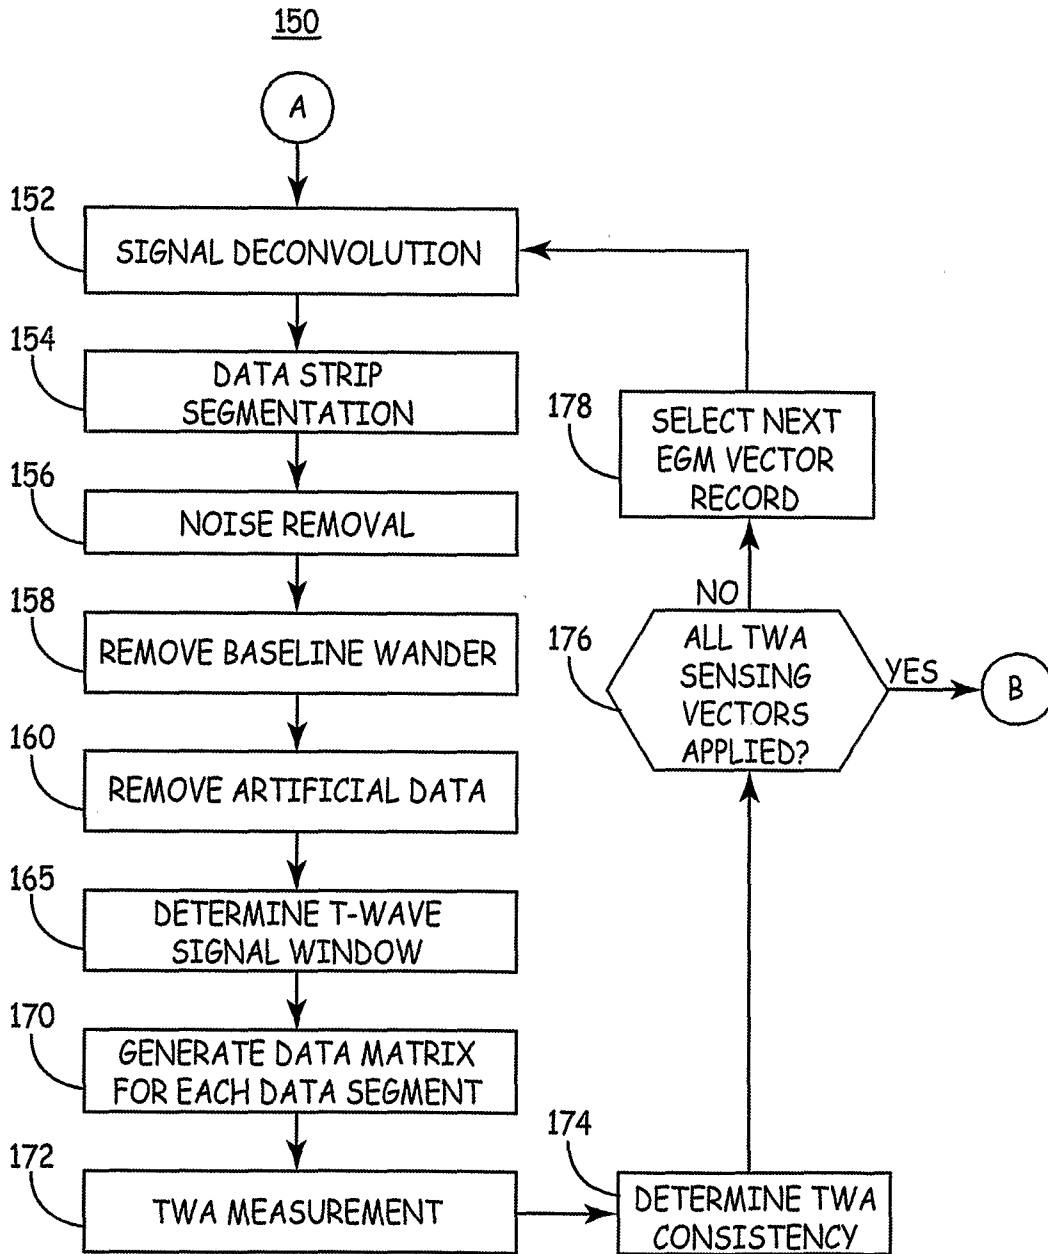 150
A
152
SIGNAL DECONVOLUTION
154
DATA STRIP
SEGMENTATION
156
NOISE REMOVAL
158
REMOVE BASELINE WANDER
160
REMOVE ARTIFICIAL DATA
165
DETERMINE T-WAVE
SIGNAL WINDOW
170
GENERATE DATA MATRIX
FOR EACH DATA SEGMENT
172
TWA MEASUREMENT
174
DETERMINE TWA
CONSISTENCY
176
ALL TWA
SENSING
VECTORS
APPLIED?
NO
YES
B
178
SELECT NEXT
EGM VECTOR
RECORD